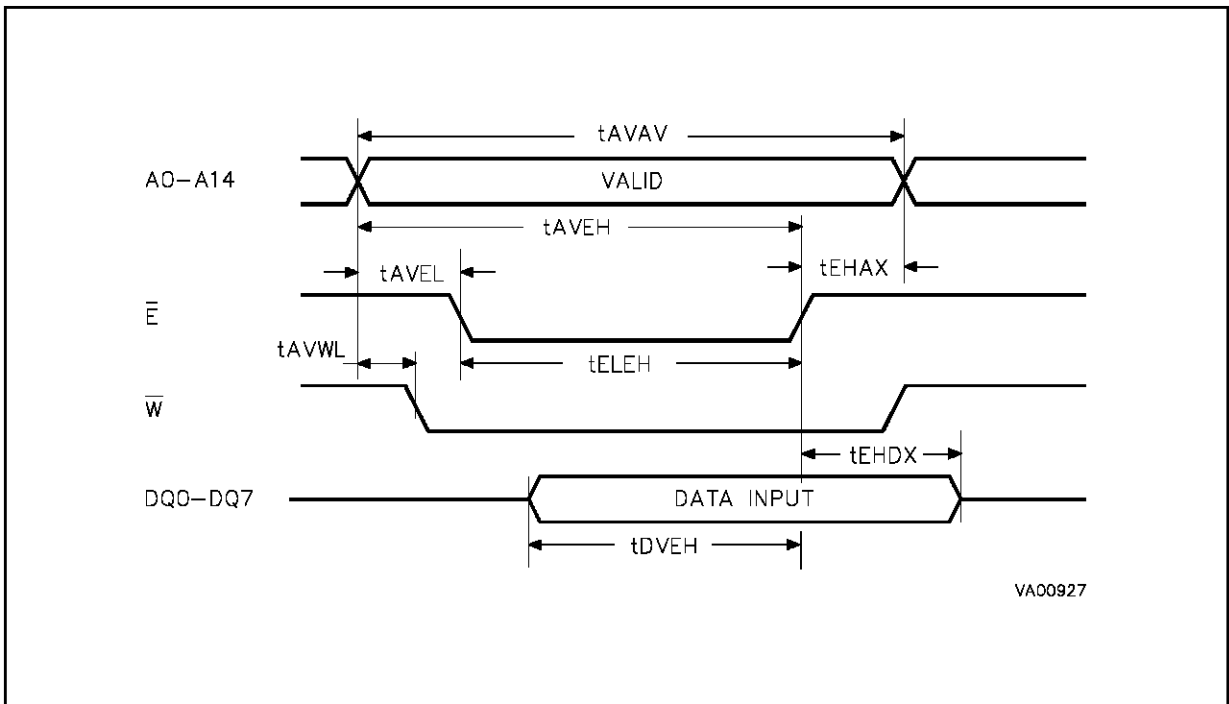 tAVAV
A0-A14
VALID
tAVEH
tAVEL
tEHAX
E̅
tAVWL
tELEH
W̅
tEHDX
DQ0-DQ7
DATA INPUT
tDVEH
VA00927